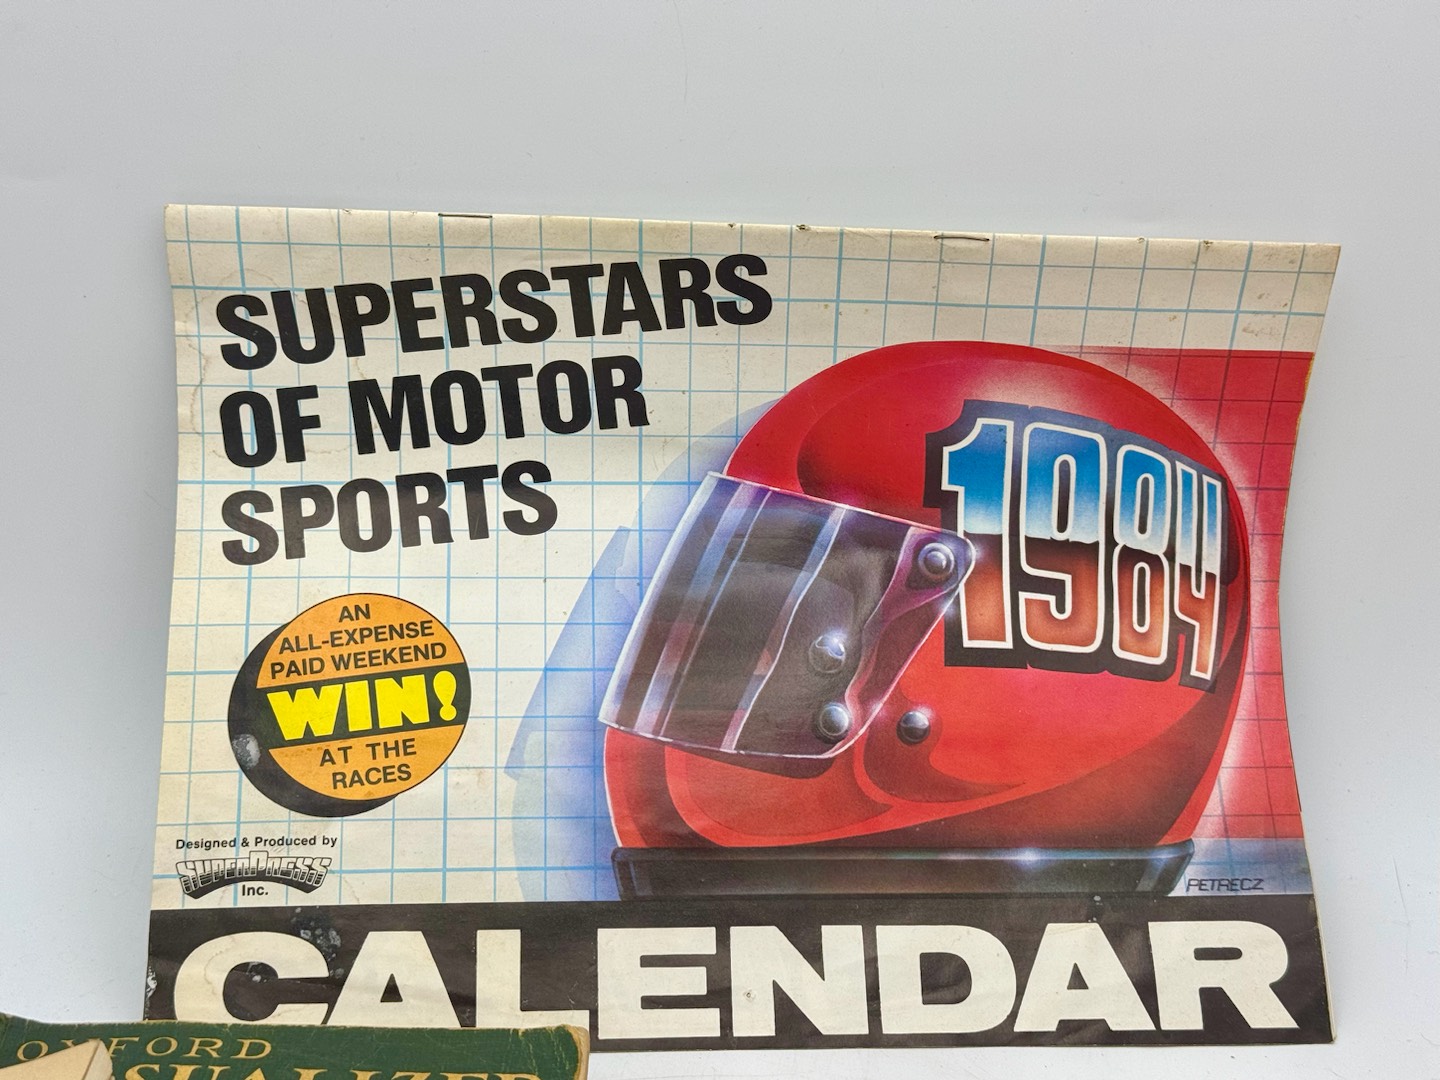 SUPERSTARS
OF MOTOR
SPORTS
1984
AN
ALL-EXPENSE
PAID WEEKEND
WIN!
AT THE
RACES
Designed & Produced by
SUPERPRESS
Inc.
PETRECZ
CALENDAR
OXFORD